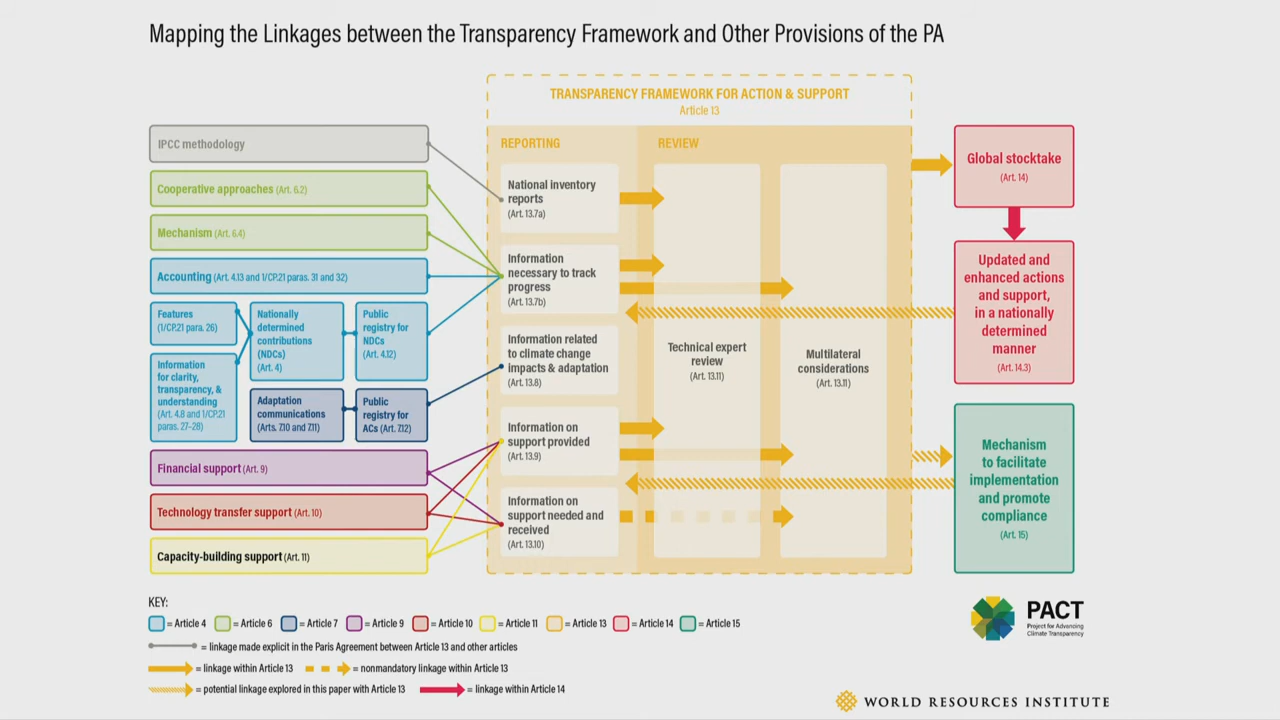 Mapping the Linkages between the Transparency Framework and Other Provisions of the PA
TRANSPARENCY FRAMEWORK FOR ACTION & SUPPORT
Article 13
IPCC methodology
Cooperative approaches (Art. 6.2)
Mechanism (Art. 6.4)
Accounting (Art. 4.13 and 1/CP.21 paras. 31 and 32)
Features
(1/CP.21 para. 26)
Information
for clarity,
transparency, &
understanding
(Art. 4.8 and 1/CP.21
paras. 27–28)
Nationally
determined
contributions
(NDCs)
(Art. 4)
Public
registry for
NDCs
(Art. 4.12)
Adaptation
communications
(Arts. 7.10 and 7.11)
Public
registry for
ACs (Art. 7.12)
Financial support (Art. 9)
Technology transfer support (Art. 10)
Capacity-building support (Art. 11)
REPORTING
National inventory
reports
(Art. 13.7a)
Information
necessary to track
progress
(Art. 13.7b)
Information related
to climate change
impacts & adaptation
(Art. 13.8)
Information on
support provided
(Art. 13.9)
Information on
support needed and
received
(Art. 13.10)
REVIEW
Technical expert
review
(Art. 13.11)
Multilateral
considerations
(Art. 13.11)
Global stocktake
(Art. 14)
Updated and
enhanced actions
and support,
in a nationally
determined
manner
(Art. 14.3)
Mechanism
to facilitate
implementation
and promote
compliance
(Art. 15)
KEY:
= Article 4 = Article 6 = Article 7 = Article 9 = Article 10 = Article 11 = Article 13 = Article 14 = Article 15
= linkage made explicit in the Paris Agreement between Article 13 and other articles
= linkage within Article 13 = nonmandatory linkage within Article 13
= potential linkage explored in this paper with Article 13 = linkage within Article 14
PACT
Project for Advancing
Climate Transparency
WORLD RESOURCES INSTITUTE